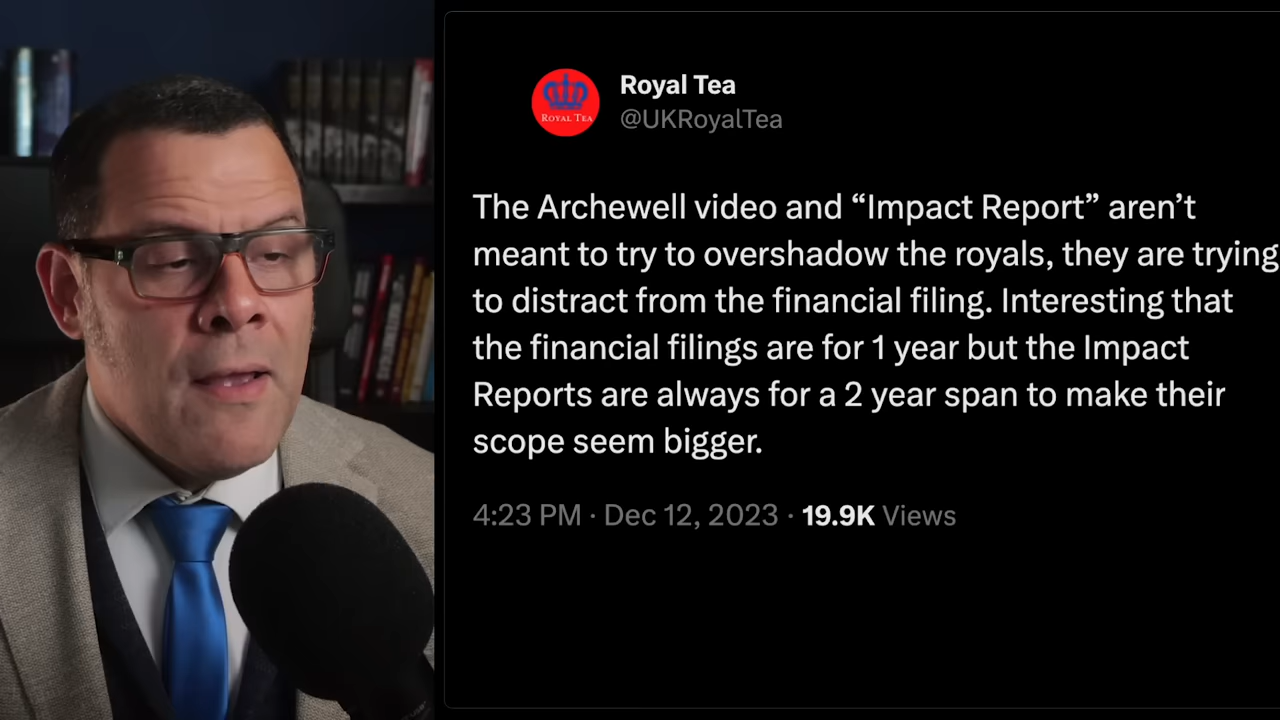 Royal Tea
@UKRoyalTea
ROYAL TEA
The Archewell video and “Impact Report” aren’t
meant to try to overshadow the royals, they are trying
to distract from the financial filing. Interesting that
the financial filings are for 1 year but the Impact
Reports are always for a 2 year span to make their
scope seem bigger.
4:23 PM · Dec 12, 2023 · 19.9K Views